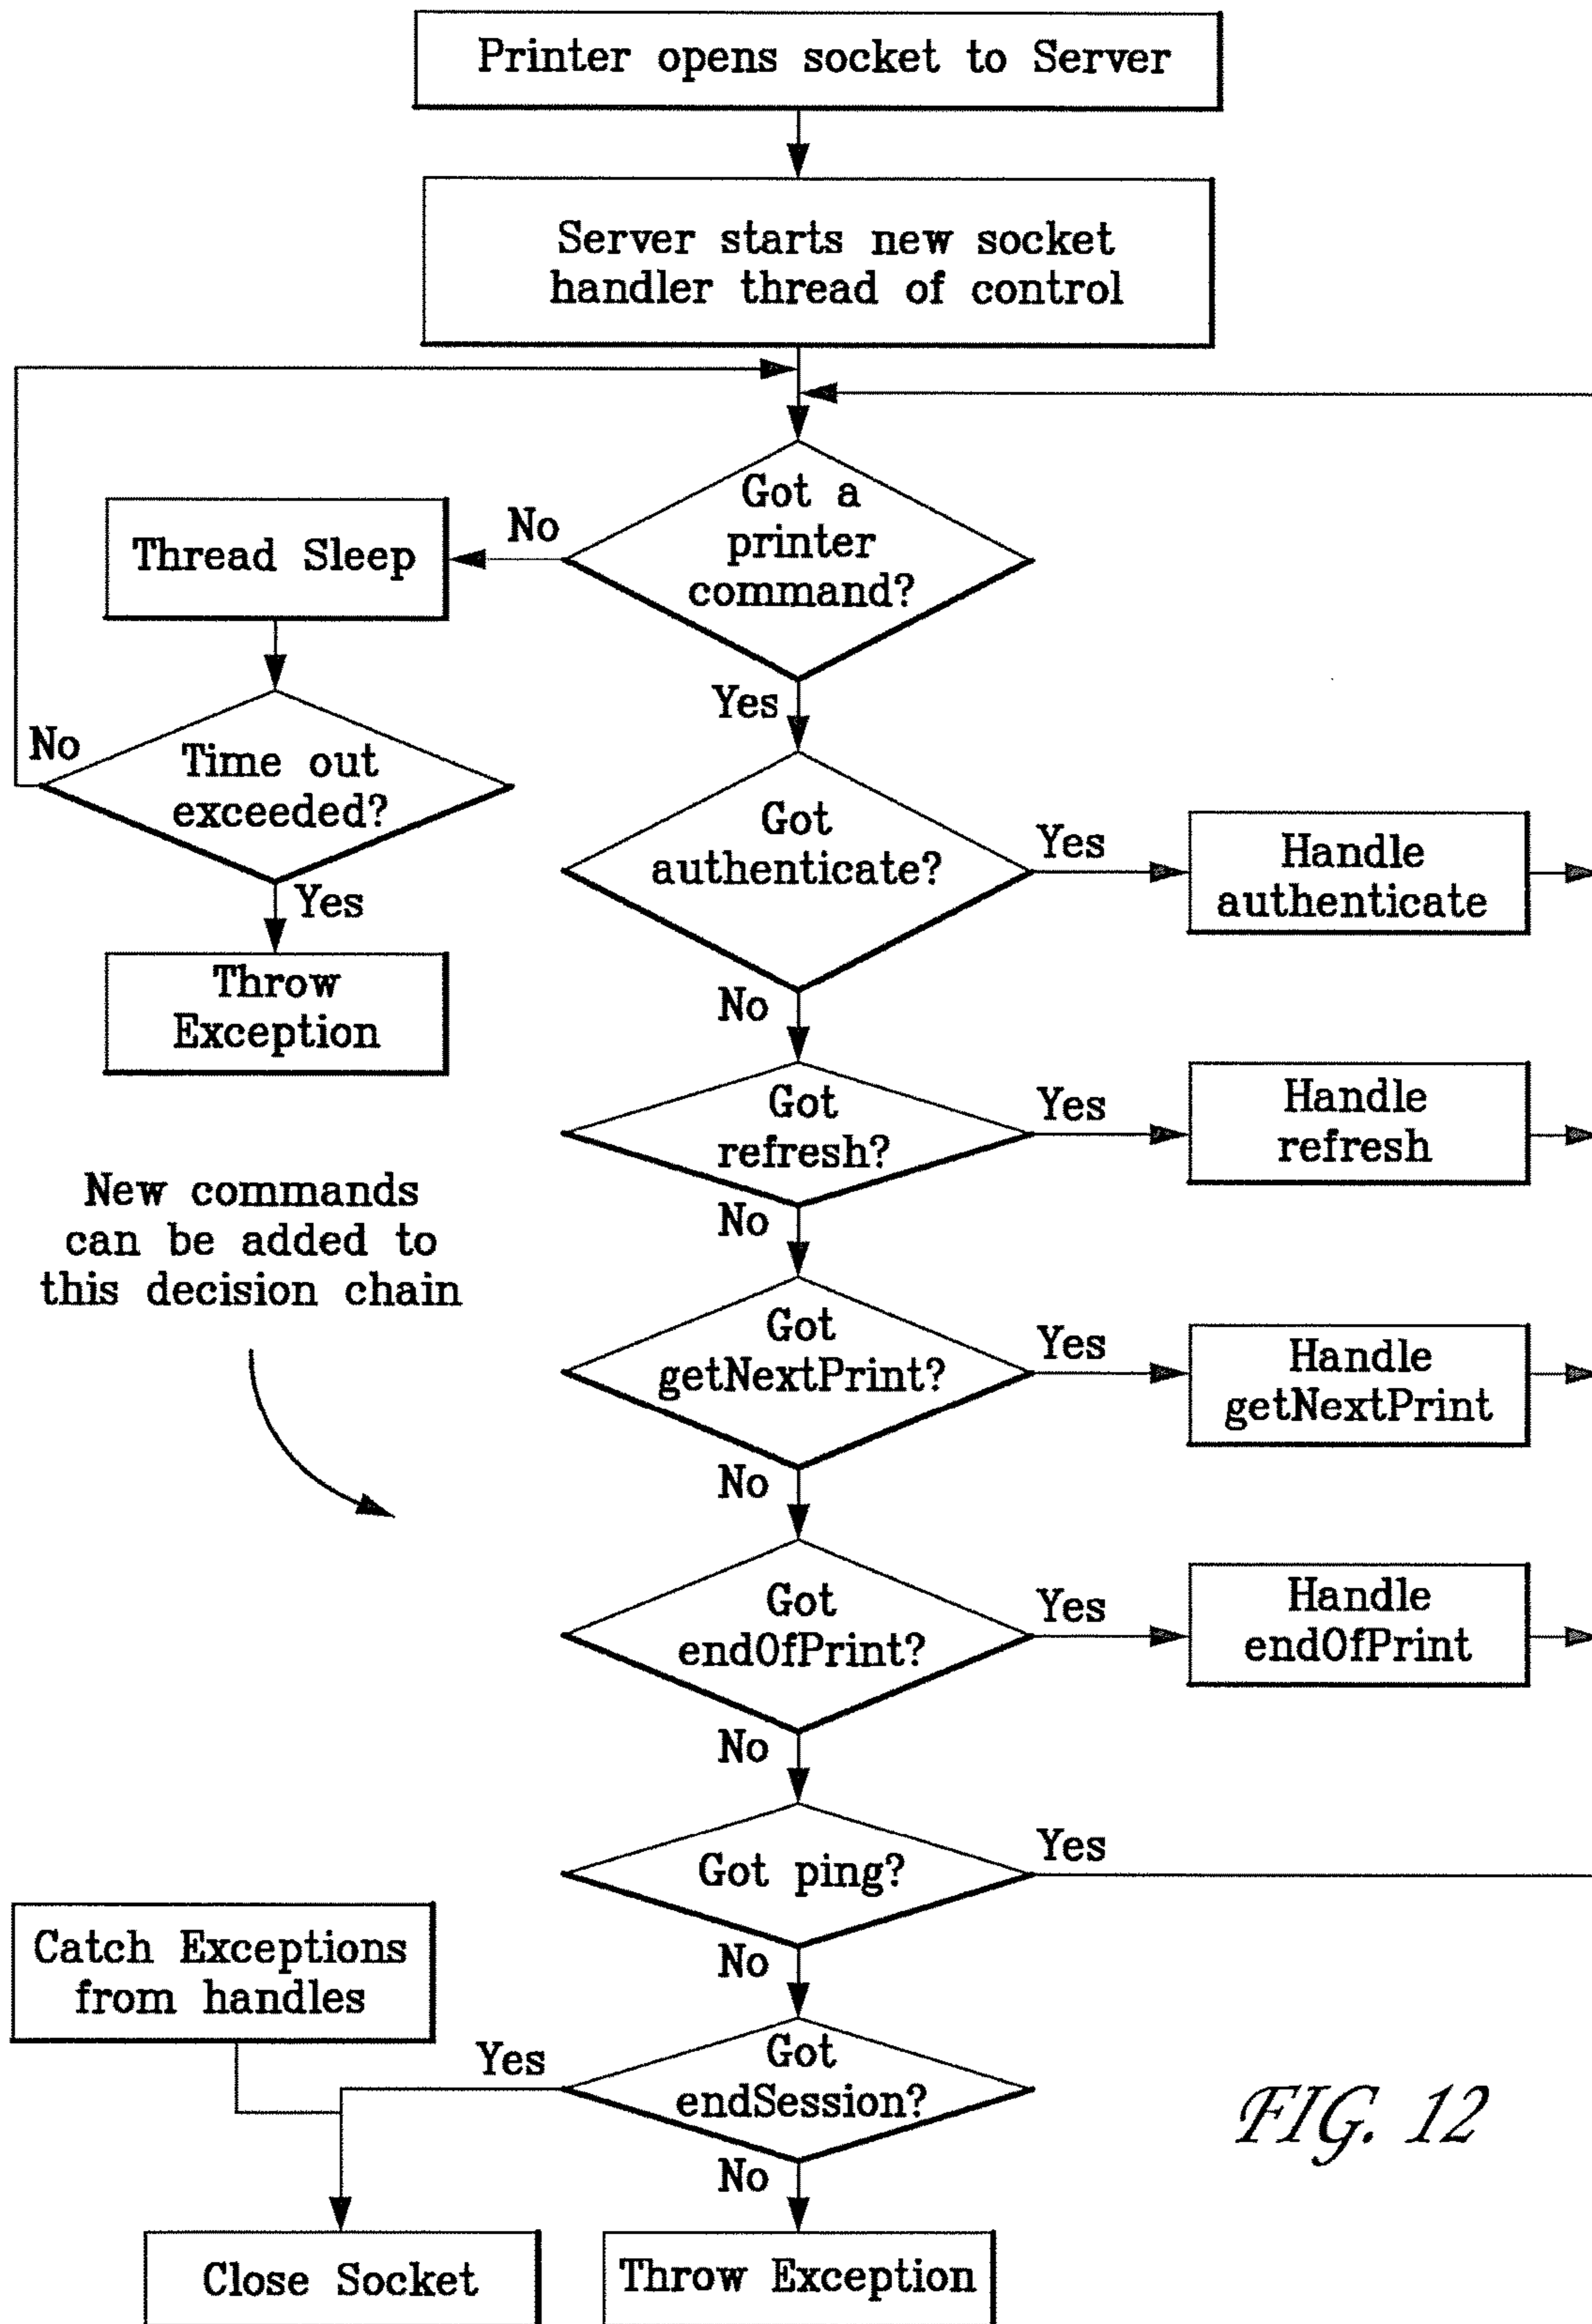 Printer opens socket to Server
Server starts new socket
handler thread of control
Got a
printer
command?
No
Thread Sleep
Yes
No
Time out
exceeded?
Yes
Throw
Exception
Got
authenticate?
Yes
Handle
authenticate
No
Got
refresh?
Yes
Handle
refresh
No
New commands
can be added to
this decision chain
Got
getNextPrint?
Yes
Handle
getNextPrint
No
Got
endOfPrint?
Yes
Handle
endOfPrint
No
Got ping?
Yes
No
Catch Exceptions
from handles
Yes
Got
endSession?
No
Close Socket
Throw Exception
FIG. 12